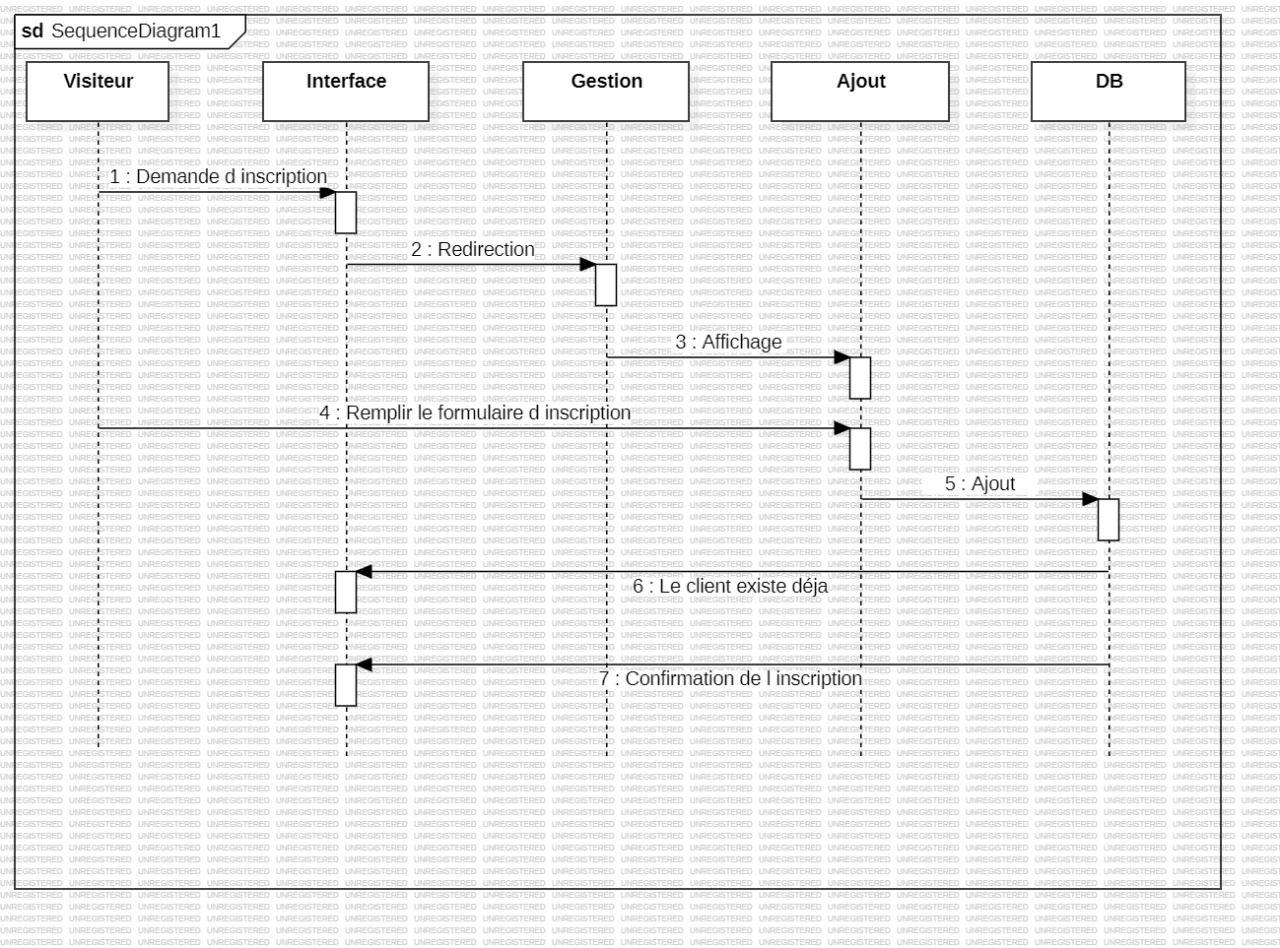 sd SequenceDiagram1
Visiteur Interface Gestion Ajout DB
1 : Demande d inscription
2 : Redirection
3 : Affichage
4 : Remplir le formulaire d inscription
5 : Ajout
6 : Le client existe déja
7 : Confirmation de l inscription
UNREGISTERED